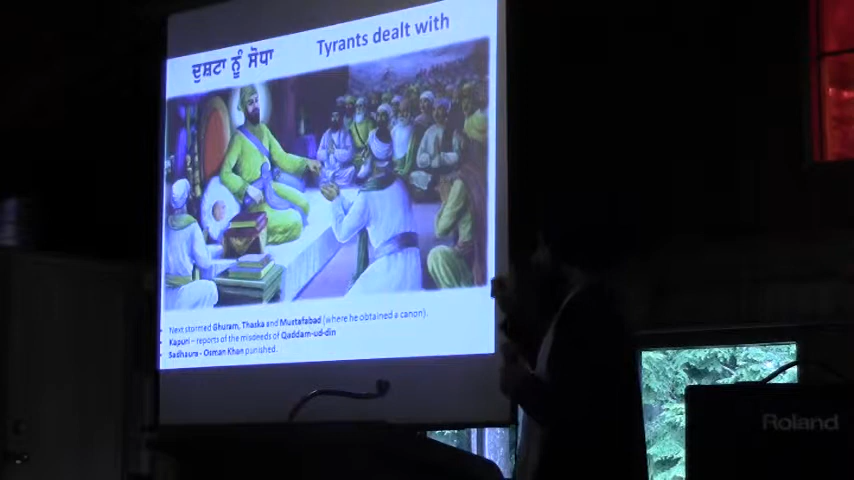 ਦੁਸ਼ਟਾ ਨੂੰ ਸੋਧਾ
Tyrants dealt with
Next stormed Ghuram, Thaska and Mustafabad (where he obtained a canon).
Kapuri – reports of the misdeeds of Qaddam-ud-din
Sadhaura - Osman Khan punished.
Roland